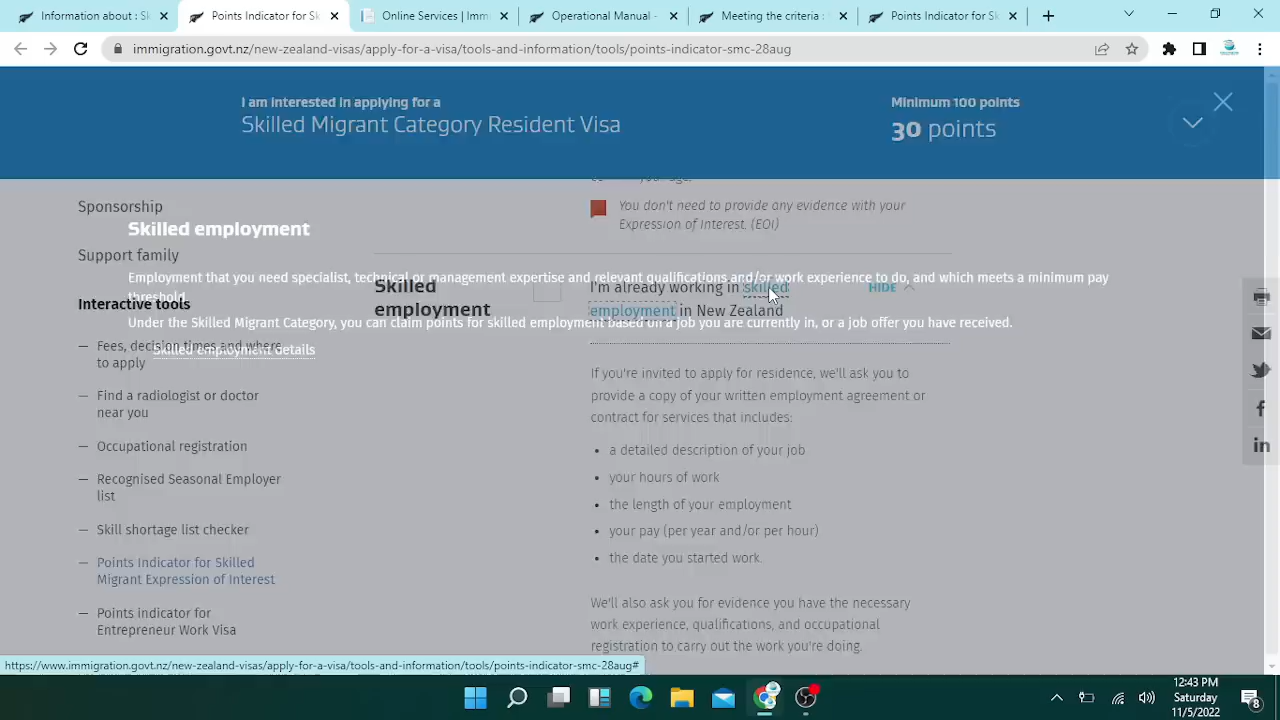 Information about : Sk
Points Indicator for Sk
Online Services | Imm
Operational Manual -
Meeting the criteria :
Points Indicator for Sk
immigration.govt.nz/new-zealand-visas/apply-for-a-visa/tools-and-information/tools/points-indicator-smc-28aug
I am interested in applying for a
Skilled Migrant Category Resident Visa
Minimum 100 points
30 points
You don't need to provide any evidence with your
Expression of Interest. (EOI)
Sponsorship
Support family
Interactive tools
Fees, decision times and where
to apply
Find a radiologist or doctor
near you
Occupational registration
Recognised Seasonal Employer
list
Skill shortage list checker
Points Indicator for Skilled
Migrant Expression of Interest
Points indicator for
Entrepreneur Work Visa
Skilled employment
Employment that you need specialist, technical or management expertise and relevant qualifications and/or work experience to do, and which meets a minimum pay
threshold.
Under the Skilled Migrant Category, you can claim points for skilled employment based on a job you are currently in, or a job offer you have received.
Skilled employment details
Skilled
employment
I'm already working in skilled
employment in New Zealand
HIDE
If you're invited to apply for residence, we'll ask you to
provide a copy of your written employment agreement or
contract for services that includes:
a detailed description of your job
your hours of work
the length of your employment
your pay (per year and/or per hour)
the date you started work.
We'll also ask you for evidence you have the necessary
work experience, qualifications, and occupational
registration to carry out the work you're doing.
https://www.immigration.govt.nz/new-zealand-visas/apply-for-a-visa/tools-and-information/tools/points-indicator-smc-28aug#
12:43 PM
Saturday
11/5/2022
8